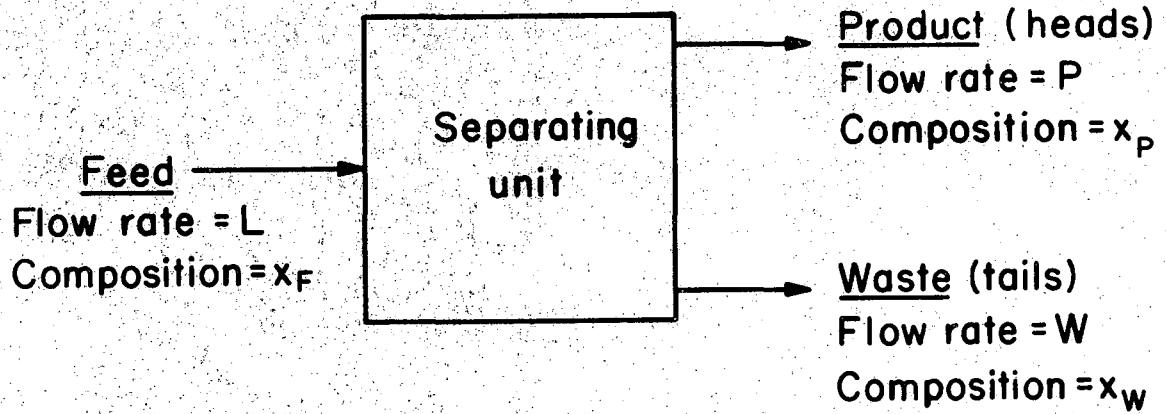 Feed
Flow rate = L
Composition = x_F
Separating
unit
Product (heads)
Flow rate = P
Composition = x_P
Waste (tails)
Flow rate = W
Composition = x_W